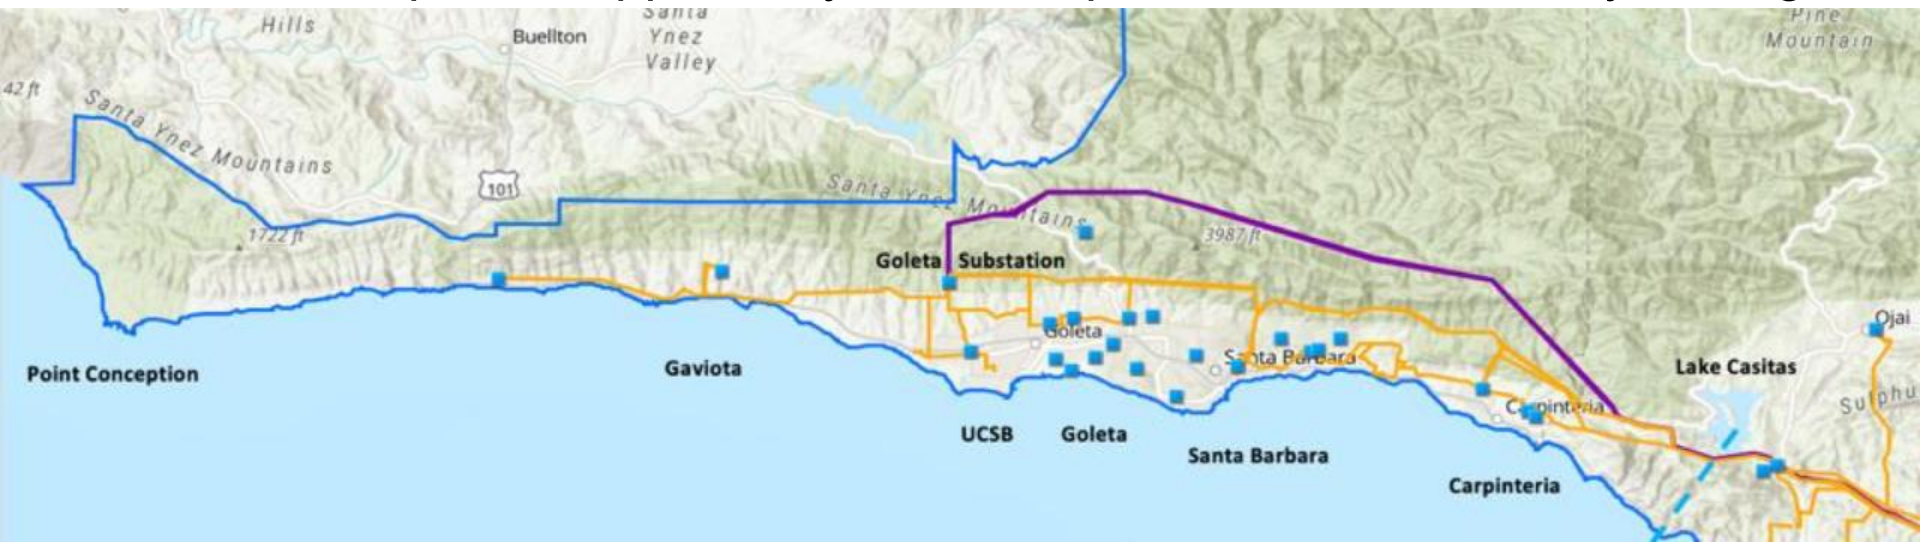 Hills
Buellton
Santa
Ynez
Valley
Pine
Mountain
42 ft
Santa Ynez Mountains
101
Santa Ynez Mountains
1722 ft
3987 ft
Goleta Substation
Goleta
Ojai
Santa Barbara
Point Conception
Gaviota
Lake Casitas
Carpinteria
UCSB
Goleta
Santa Barbara
Carpinteria